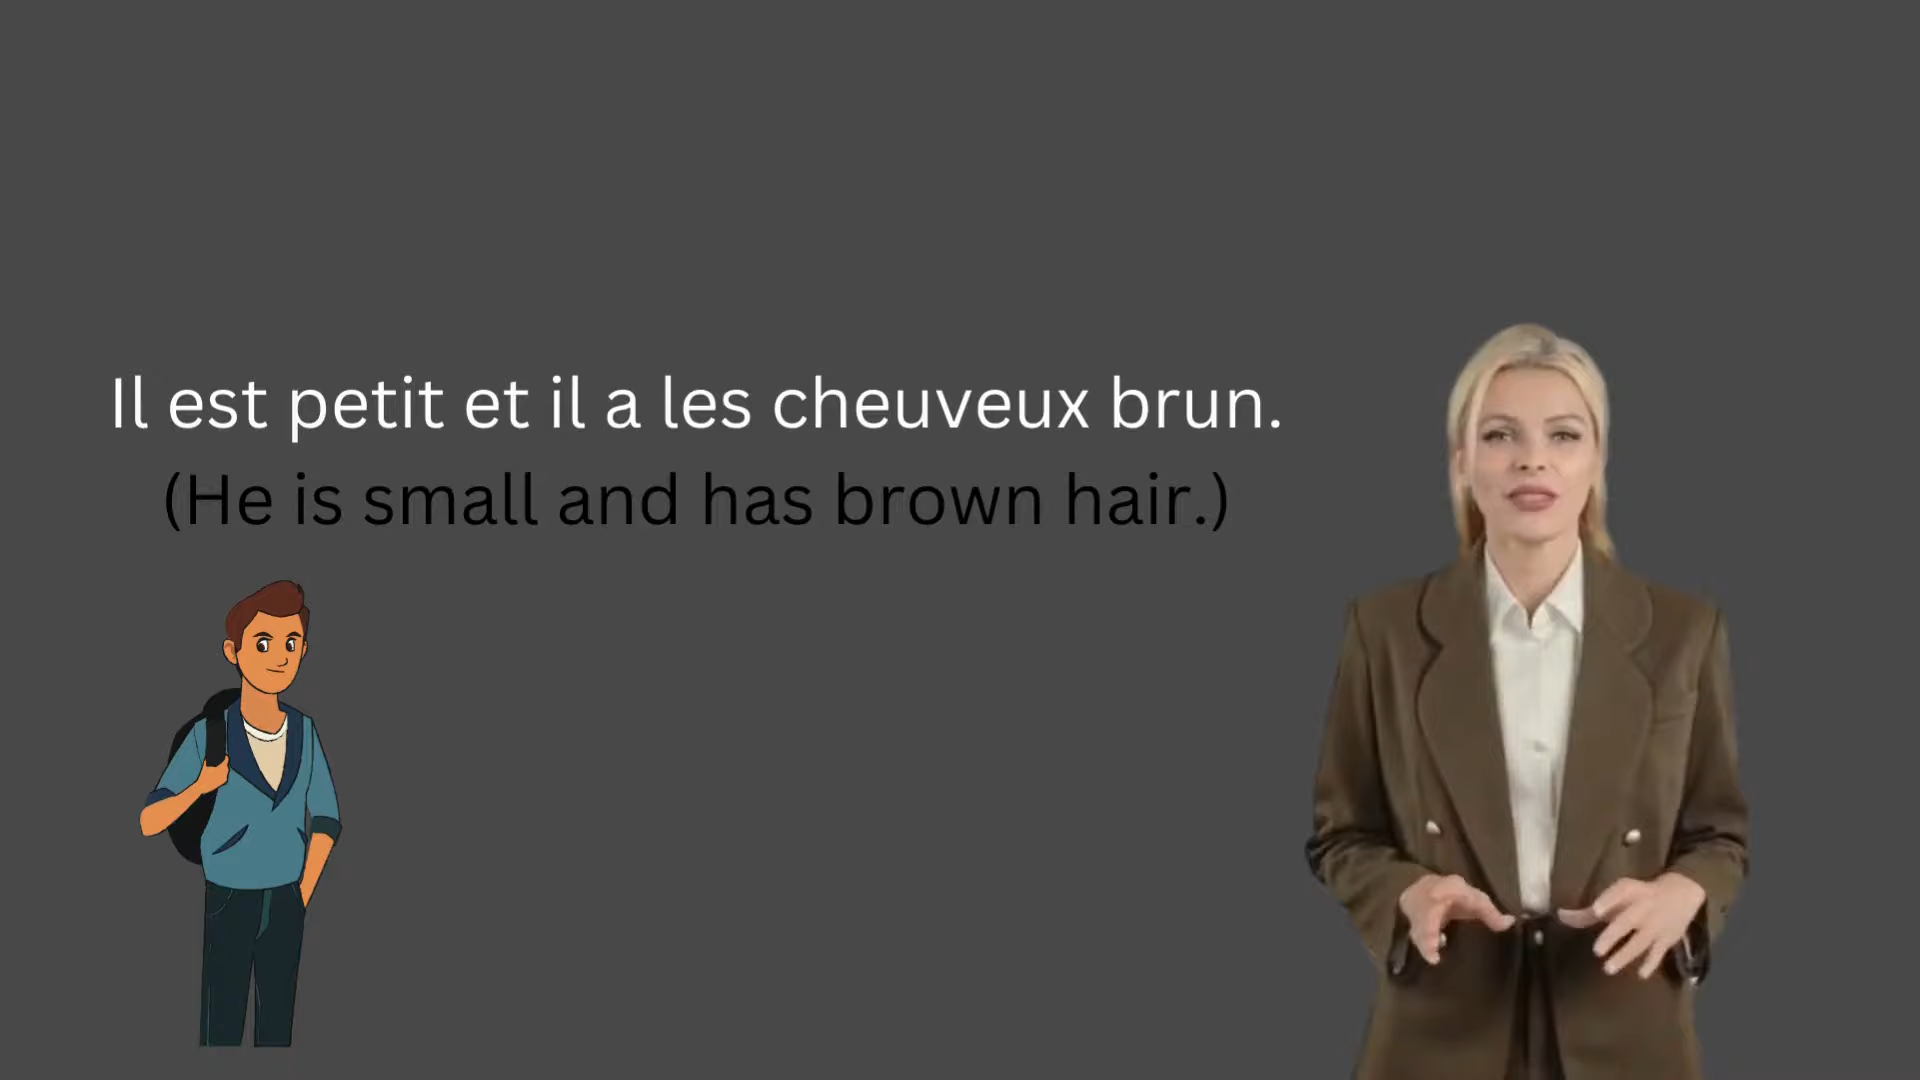 Il est petit et il a les cheuveux brun.
(He is small and has brown hair.)